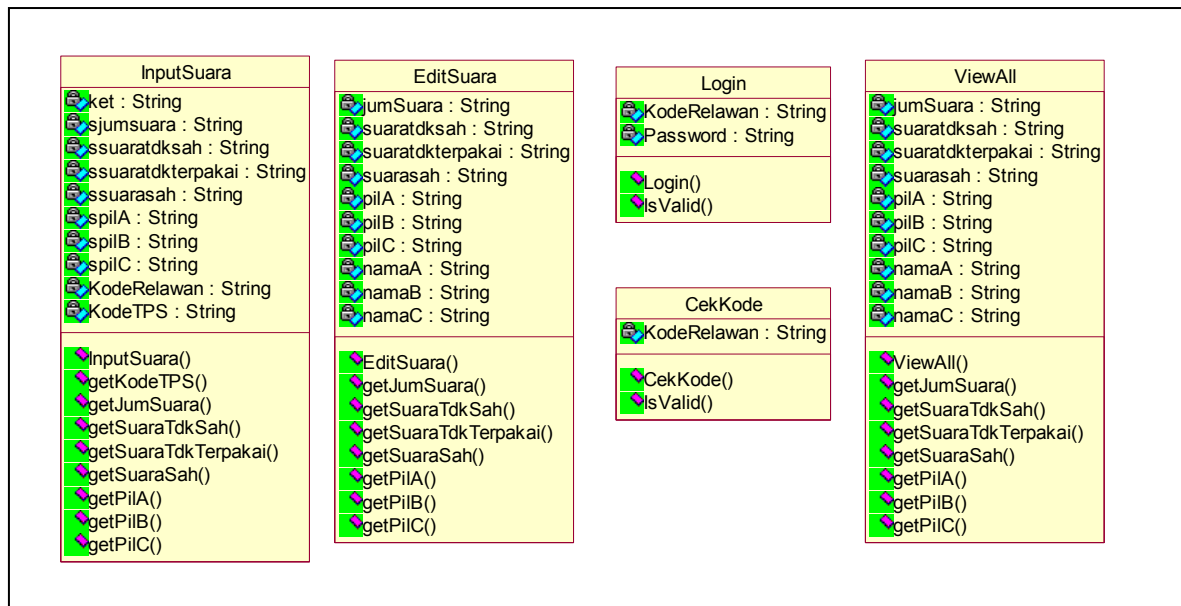 InputSuara
ket : String
sjumsuara : String
ssuaratdksah : String
ssuaratdkterpakai : String
ssuarasah : String
spilA : String
spilB : String
spilC : String
KodeRelawan : String
KodeTPS : String
InputSuara()
getKodeTPS()
getJumSuara()
getSuaraTdkSah()
getSuaraTdkTerpakai()
getSuaraSah()
getPilA()
getPilB()
getPilC()
EditSuara
jumSuara : String
suaratdksah : String
suaratdkterpakai : String
suarasah : String
pilA : String
pilB : String
pilC : String
namaA : String
namaB : String
namaC : String
EditSuara()
getJumSuara()
getSuaraTdkSah()
getSuaraTdkTerpakai()
getSuaraSah()
getPilA()
getPilB()
getPilC()
Login
KodeRelawan : String
Password : String
Login()
IsValid()
CekKode
KodeRelawan : String
CekKode()
IsValid()
ViewAll
jumSuara : String
suaratdksah : String
suaratdkterpakai : String
suarasah : String
pilA : String
pilB : String
pilC : String
namaA : String
namaB : String
namaC : String
ViewAll()
getJumSuara()
getSuaraTdkSah()
getSuaraTdkTerpakai()
getSuaraSah()
getPilA()
getPilB()
getPilC()